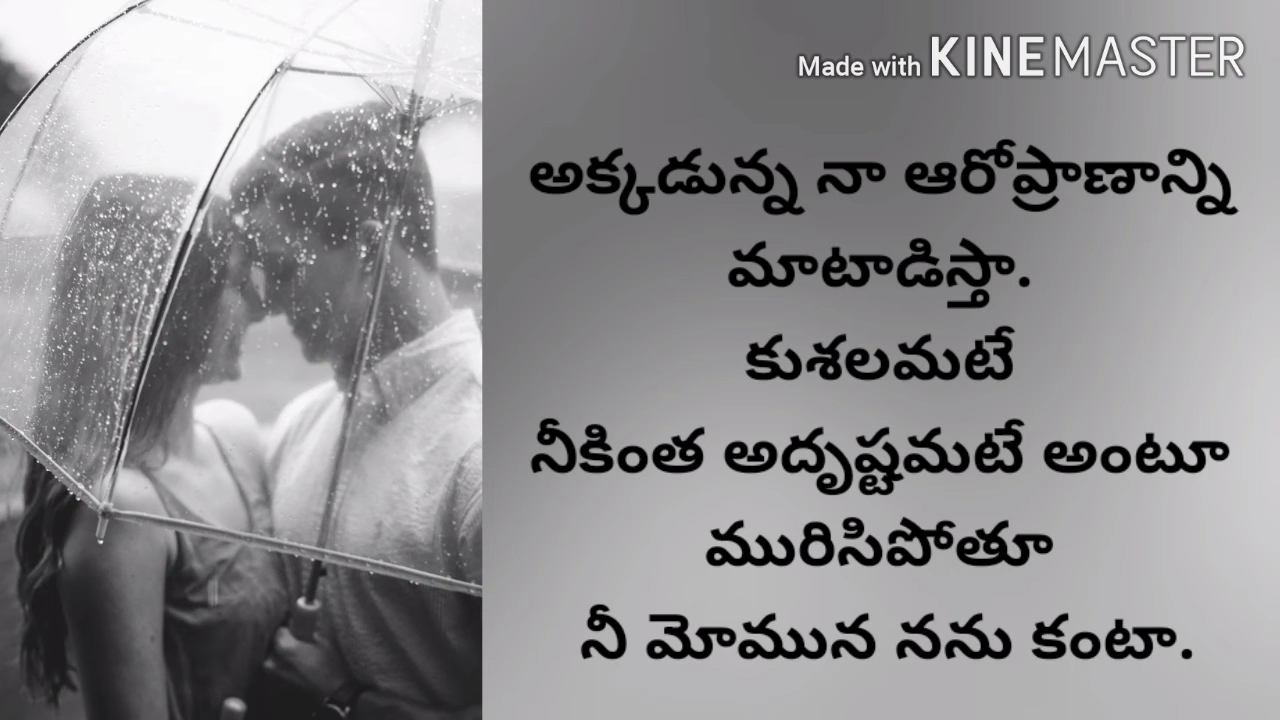 Made with KINEMASTER
అక్కడున్న నా ఆరోప్రాణాన్ని
మాటాడిస్తా.
కుశలమటే
నీకింత అదృష్టమటే అంటూ
మురిసిపోతూ
నీ మోమున నను కంటా.